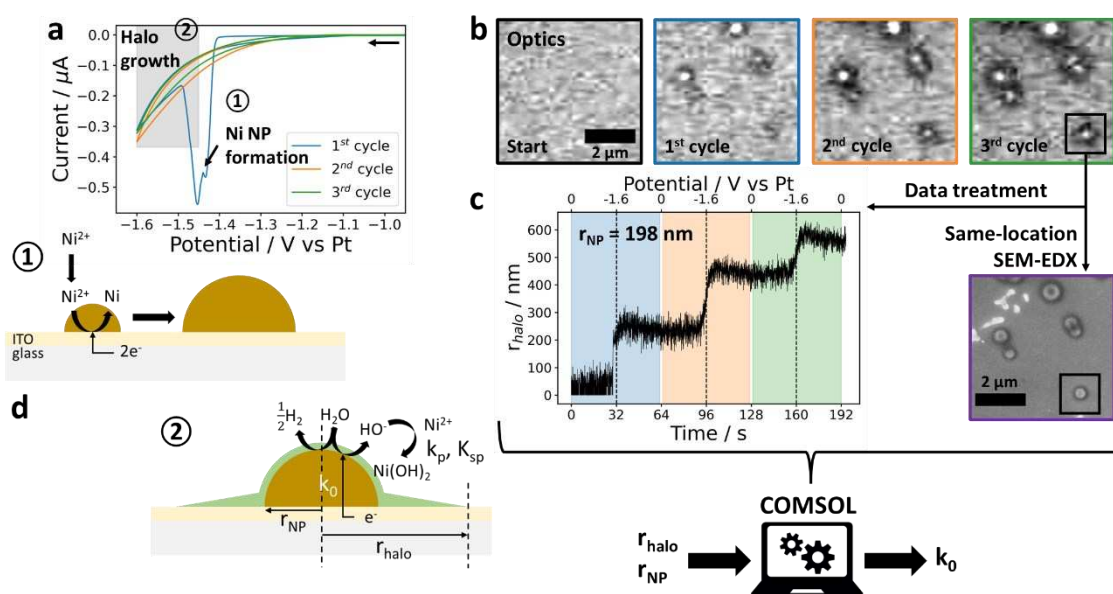 a
Current / µA
0.0
−0.1
−0.2
−0.3
−0.4
−0.5
Halo
growth
②
①
Ni NP
formation
1st cycle
2nd cycle
3rd cycle
−1.6 −1.5 −1.4 −1.3 −1.2 −1.1 −1.0
Potential / V vs Pt
①
Ni2+
Ni2+ Ni
ITO
glass
2e-
b
Optics
Start
2 µm
1st cycle
2nd cycle
3rd cycle
Data treatment
Same-location
SEM-EDX
2 µm
c
Potential / V vs Pt
0 -1.6 0 -1.6 0 -1.6 0
rNP = 198 nm
rhalo / nm
600
500
400
300
200
100
0
0 32 64 96 128 160 192
Time / s
d
②
½H2 H2O HO- Ni2+
kp, Ksp
Ni(OH)2
k0
rNP
e-
rhalo
COMSOL
rhalo
rNP
k0